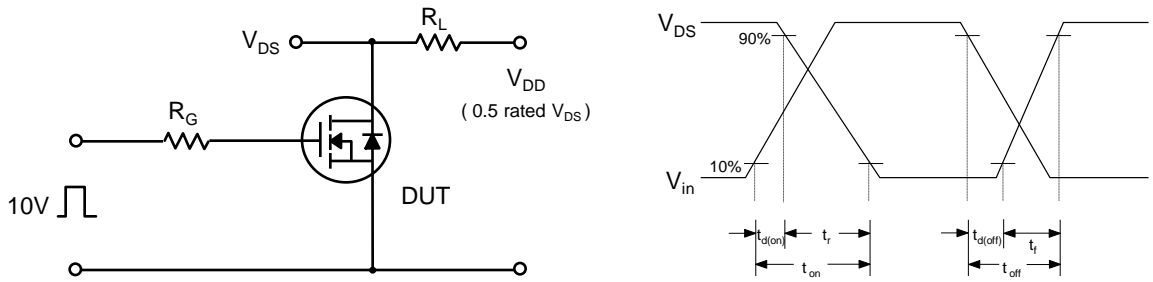 V_DS
R_L
V_DD
( 0.5 rated V_DS )
R_G
DUT
10V
V_DS
90%
10%
V_in
t_d(on)
t_r
t_on
t_d(off)
t_f
t_off